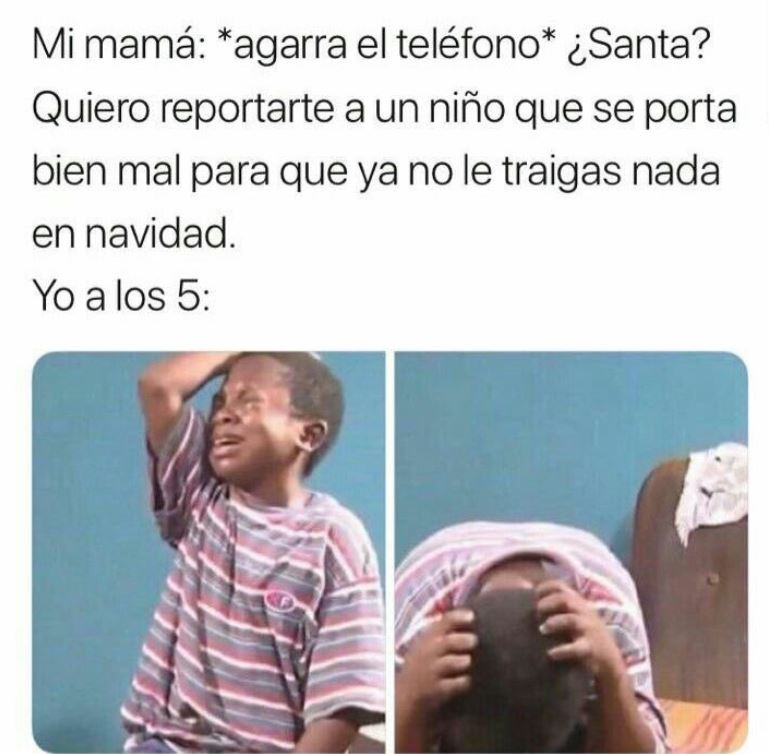 Mi mamá: *agarra el teléfono* ¿Santa?
Quiero reportarte a un niño que se porta
bien mal para que ya no le traigas nada
en navidad.
Yo a los 5: